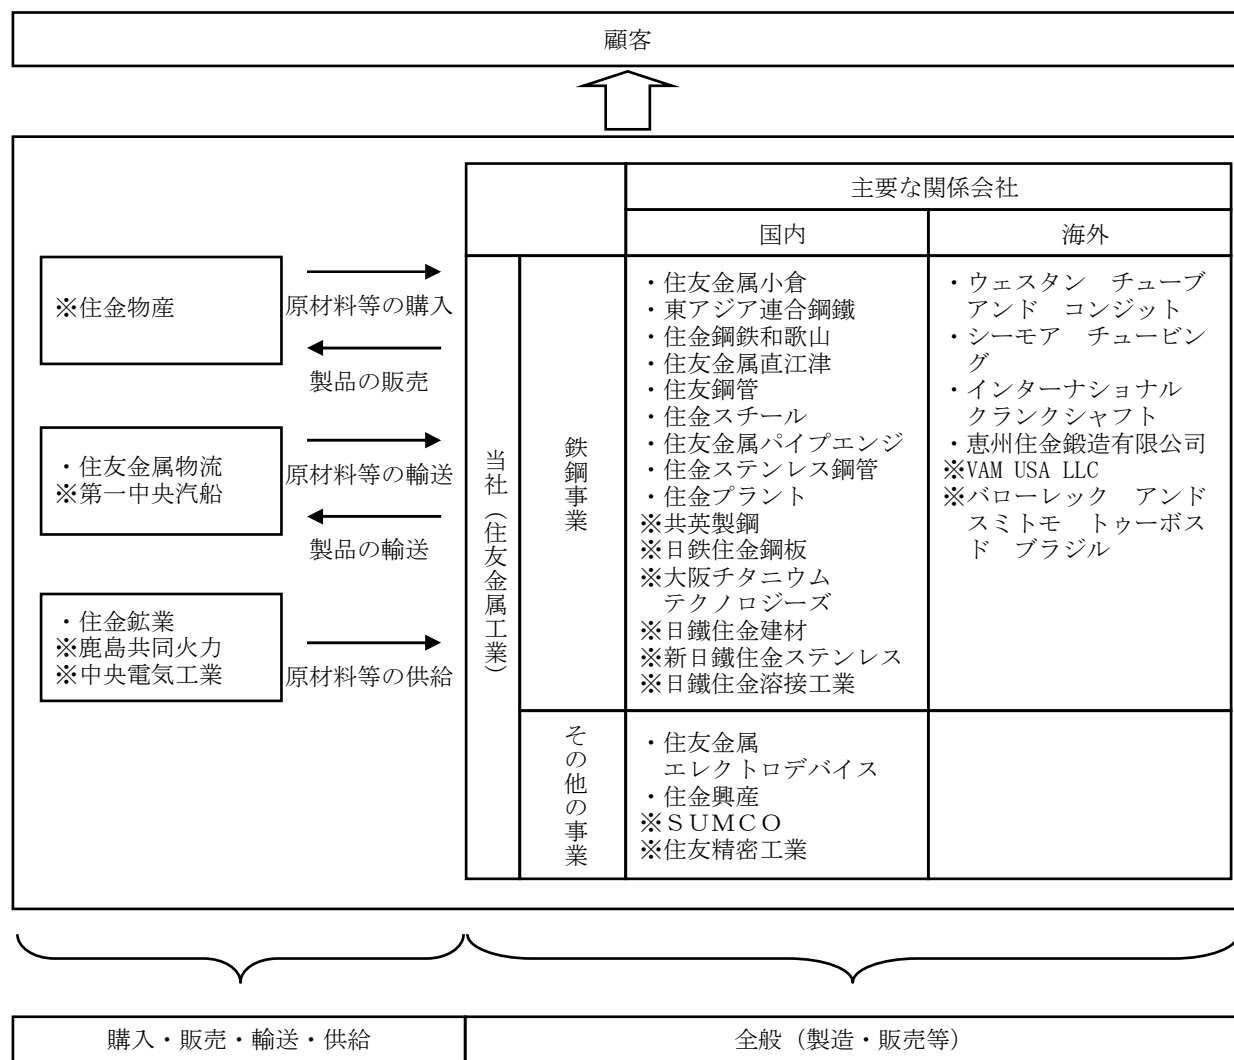 顧客
主要な関係会社
国内
海外
※住金物産
原材料等の購入
製品の販売
・住友金属物流
※第一中央汽船
原材料等の輸送
製品の輸送
・住金鉱業
※鹿島共同火力
※中央電気工業
原材料等の供給
当社（住友金属工業）
鉄鋼事業
・住友金属小倉
・東アジア連合鋼鐵
・住金鋼鉄和歌山
・住友金属直江津
・住友鋼管
・住金スチール
・住友金属パイプエンジ
・住金ステンレス鋼管
・住金プラント
※共英製鋼
※日鉄住金鋼板
※大阪チタニウム
テクノロジーズ
※日鐵住金建材
※新日鐵住金ステンレス
※日鐵住金溶接工業
・ウェスタン　チューブ
アンド　コンジット
・シーモア　チュービン
グ
・インターナショナル
クランクシャフト
・恵州住金鍛造有限公司
※VAM USA LLC
※バローレック　アンド
スミトモ　トゥーボス
ド　ブラジル
その他の事業
・住友金属
エレクトロデバイス
・住金興産
※ＳＵＭＣＯ
※住友精密工業
購入・販売・輸送・供給
全般（製造・販売等）